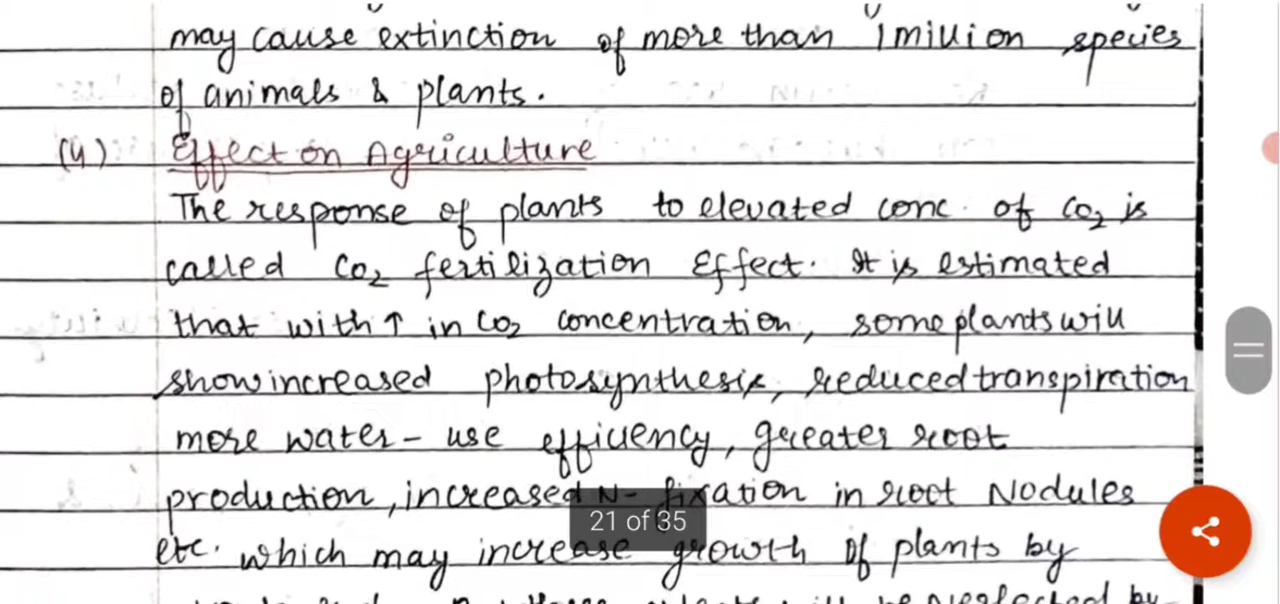 may cause extinction of more than 1 million species
of animals & plants.
(4) Effect on Agriculture
The response of plants to elevated conc. of CO2 is
called CO2 fertilization Effect. It is estimated
that with ↑ in CO2 concentration, some plants will
show increased photosynthesis, reduced transpiration
more water-use efficiency, greater root
production, increased N-fixation in root Nodules
21 of 35
etc. which may increase growth of plants by
be neglected by